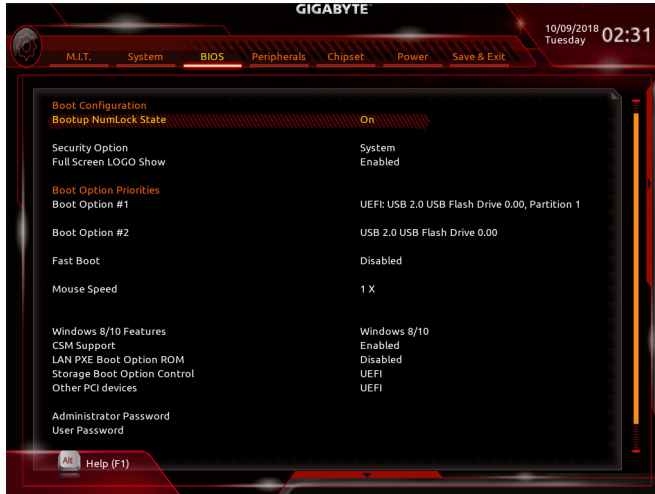 GIGABYTE
10/09/2018 Tuesday 02:31
M.I.T. System BIOS Peripherals Chipset Power Save & Exit
Boot Configuration
Bootup NumLock State On
Security Option System
Full Screen LOGO Show Enabled
Boot Option Priorities
Boot Option #1 UEFI: USB 2.0 USB Flash Drive 0.00, Partition 1
Boot Option #2 USB 2.0 USB Flash Drive 0.00
Fast Boot Disabled
Mouse Speed 1 X
Windows 8/10 Features Windows 8/10
CSM Support Enabled
LAN PXE Boot Option ROM Disabled
Storage Boot Option Control UEFI
Other PCI devices UEFI
Administrator Password
User Password
Alt Help (F1)